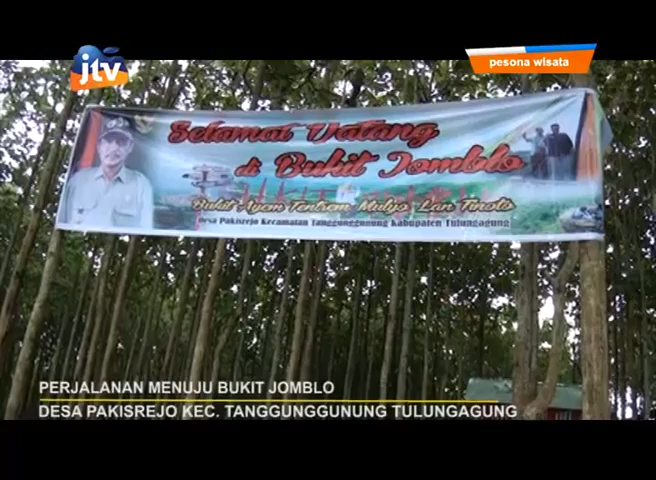 jtv
pesona wisata
Selamat Datang
di Bukit Jomblo
Bukit Ayem Tentrem Mulyo Lan Tinoto
Desa Pakisrejo Kecamatan Tanggunggunung Kabupaten Tulungagung
PERJALANAN MENUJU BUKIT JOMBLO
DESA PAKISREJO KEC. TANGGUNGGUNUNG TULUNGAGUNG